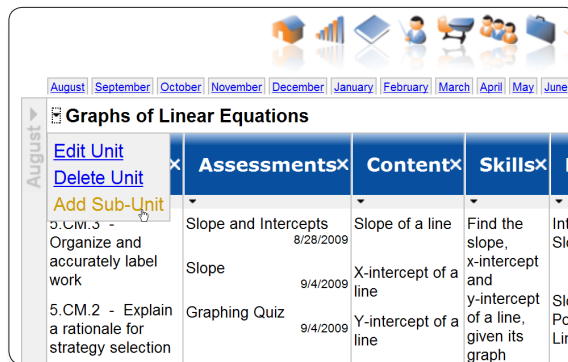 August September October November December January February March April May June
August
Graphs of Linear Equations
Edit Unit
Delete Unit
Add Sub-Unit
Assessments Content Skills
5.CM.3 -
Organize and
accurately label
work
5.CM.2 - Explain
a rationale for
strategy selection
Slope and Intercepts
8/28/2009
Slope
9/4/2009
Graphing Quiz
9/4/2009
Slope of a line
X-intercept of a
line
Y-intercept of a
line
Find the
slope,
x-intercept
and
y-intercept
of a line,
given its
graph